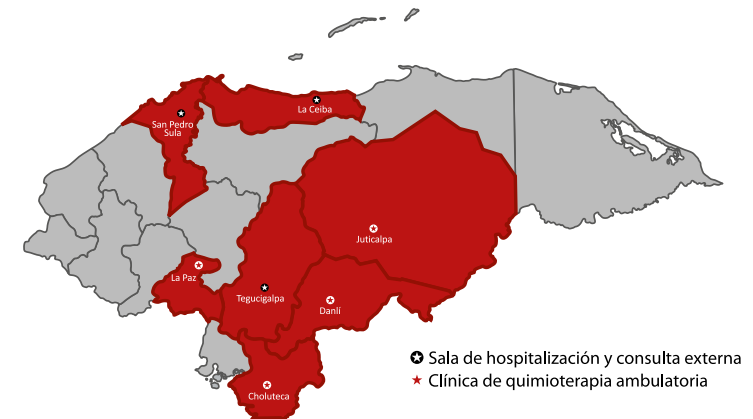 La Ceiba
San Pedro
Sula
Juticalpa
La Paz
Tegucigalpa
Danlí
Choluteca
Sala de hospitalización y consulta externa
Clínica de quimioterapia ambulatoria